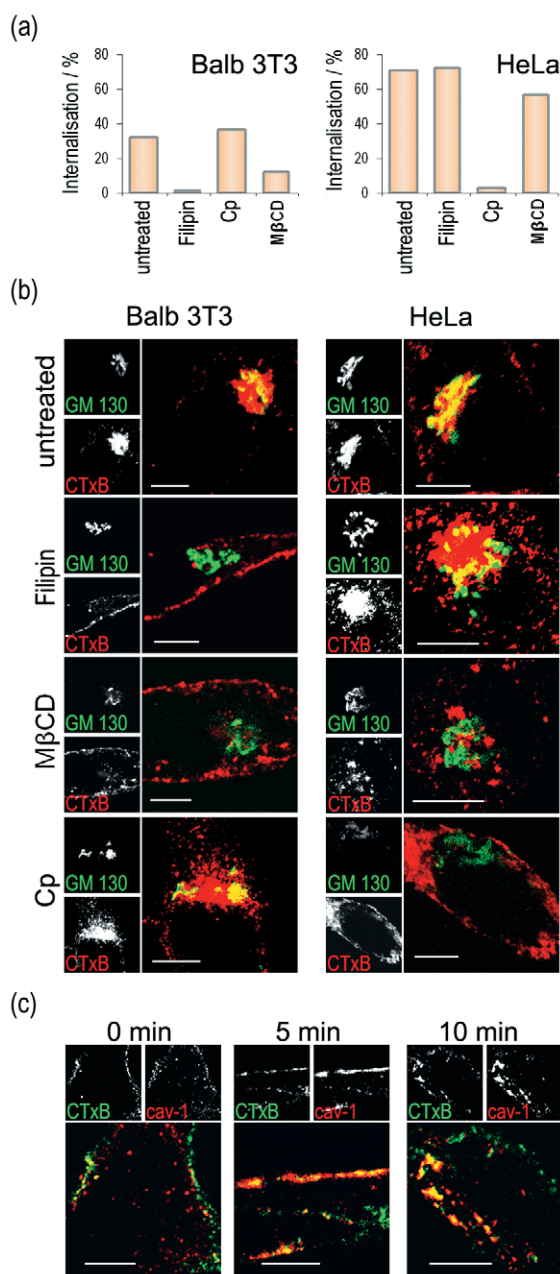 (a)
Balb 3T3
HeLa
Internalisation / %
80
60
40
20
0
untreated
Filipin
Cp
MβCD
Internalisation / %
80
60
40
20
0
untreated
Filipin
Cp
MβCD
(b)
Balb 3T3
HeLa
untreated
GM 130
CTxB
GM 130
CTxB
Filipin
GM 130
CTxB
GM 130
CTxB
MβCD
GM 130
CTxB
GM 130
CTxB
Cp
GM 130
CTxB
GM 130
CTxB
(c)
0 min
5 min
10 min
CTxB
cav-1
CTxB
cav-1
CTxB
cav-1